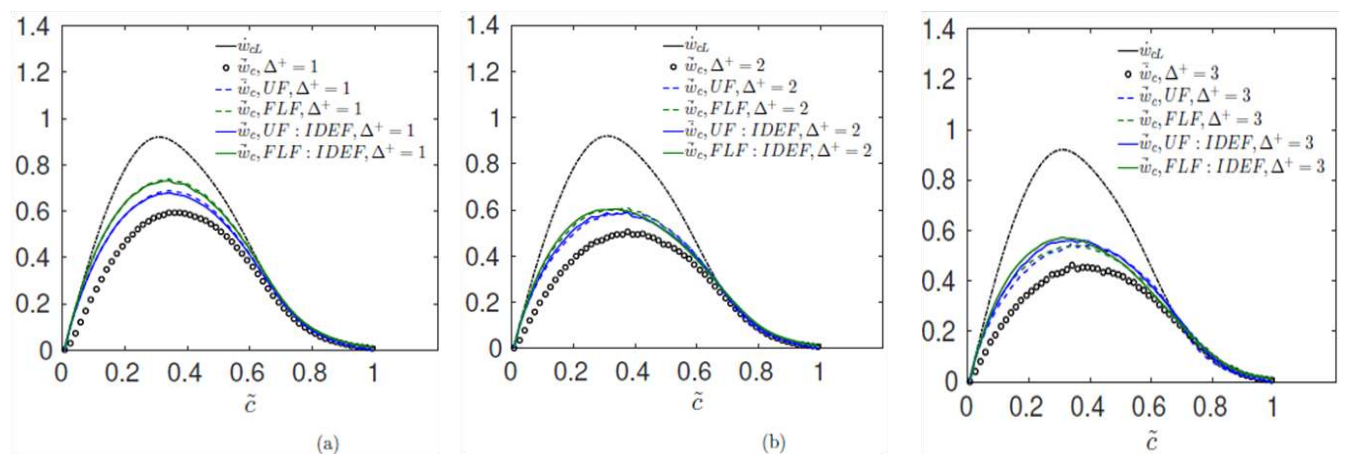 1.4
1.2
1
0.8
0.6
0.4
0.2
0
0 0.2 0.4 0.6 0.8 1
c̃
(a)
ẇ_cL
w̄̇_c, Δ⁺ = 1
w̄̇_c, UF, Δ⁺ = 1
w̄̇_c, FLF, Δ⁺ = 1
w̄̇_c, UF : IDEF, Δ⁺ = 1
w̄̇_c, FLF : IDEF, Δ⁺ = 1
1.4
1.2
1
0.8
0.6
0.4
0.2
0
0 0.2 0.4 0.6 0.8 1
c̃
(b)
ẇ_cL
w̄̇_c, Δ⁺ = 2
w̄̇_c, UF, Δ⁺ = 2
w̄̇_c, FLF, Δ⁺ = 2
w̄̇_c, UF : IDEF, Δ⁺ = 2
w̄̇_c, FLF : IDEF, Δ⁺ = 2
1.4
1.2
1
0.8
0.6
0.4
0.2
0
0 0.2 0.4 0.6 0.8 1
c̃
ẇ_cL
w̄̇_c, Δ⁺ = 3
w̄̇_c, UF, Δ⁺ = 3
w̄̇_c, FLF, Δ⁺ = 3
w̄̇_c, UF : IDEF, Δ⁺ = 3
w̄̇_c, FLF : IDEF, Δ⁺ = 3